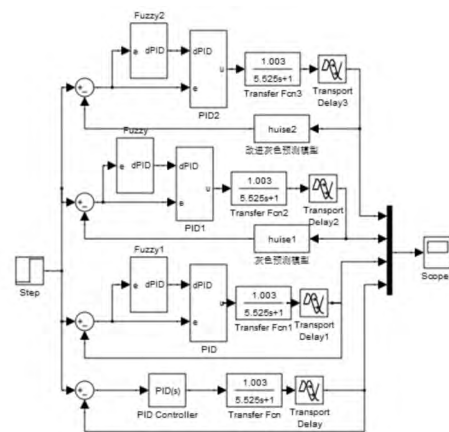 Fuzzy2
e dPID
dPID
e
u
PID2
1.003
5.525s+1
Transfer Fcn3
Transport
Delay3
huise2
改进灰色预测模型
Fuzzy
e dPID
dPID
e
u
PID1
1.003
5.525s+1
Transfer Fcn2
Transport
Delay2
huise1
灰色预测模型
Step
Scope
Fuzzy1
e dPID
dPID
e
u
PID
1.003
5.525s+1
Transfer Fcn1
Transport
Delay1
PID(s)
PID Controller
1.003
5.525s+1
Transfer Fcn
Transport
Delay